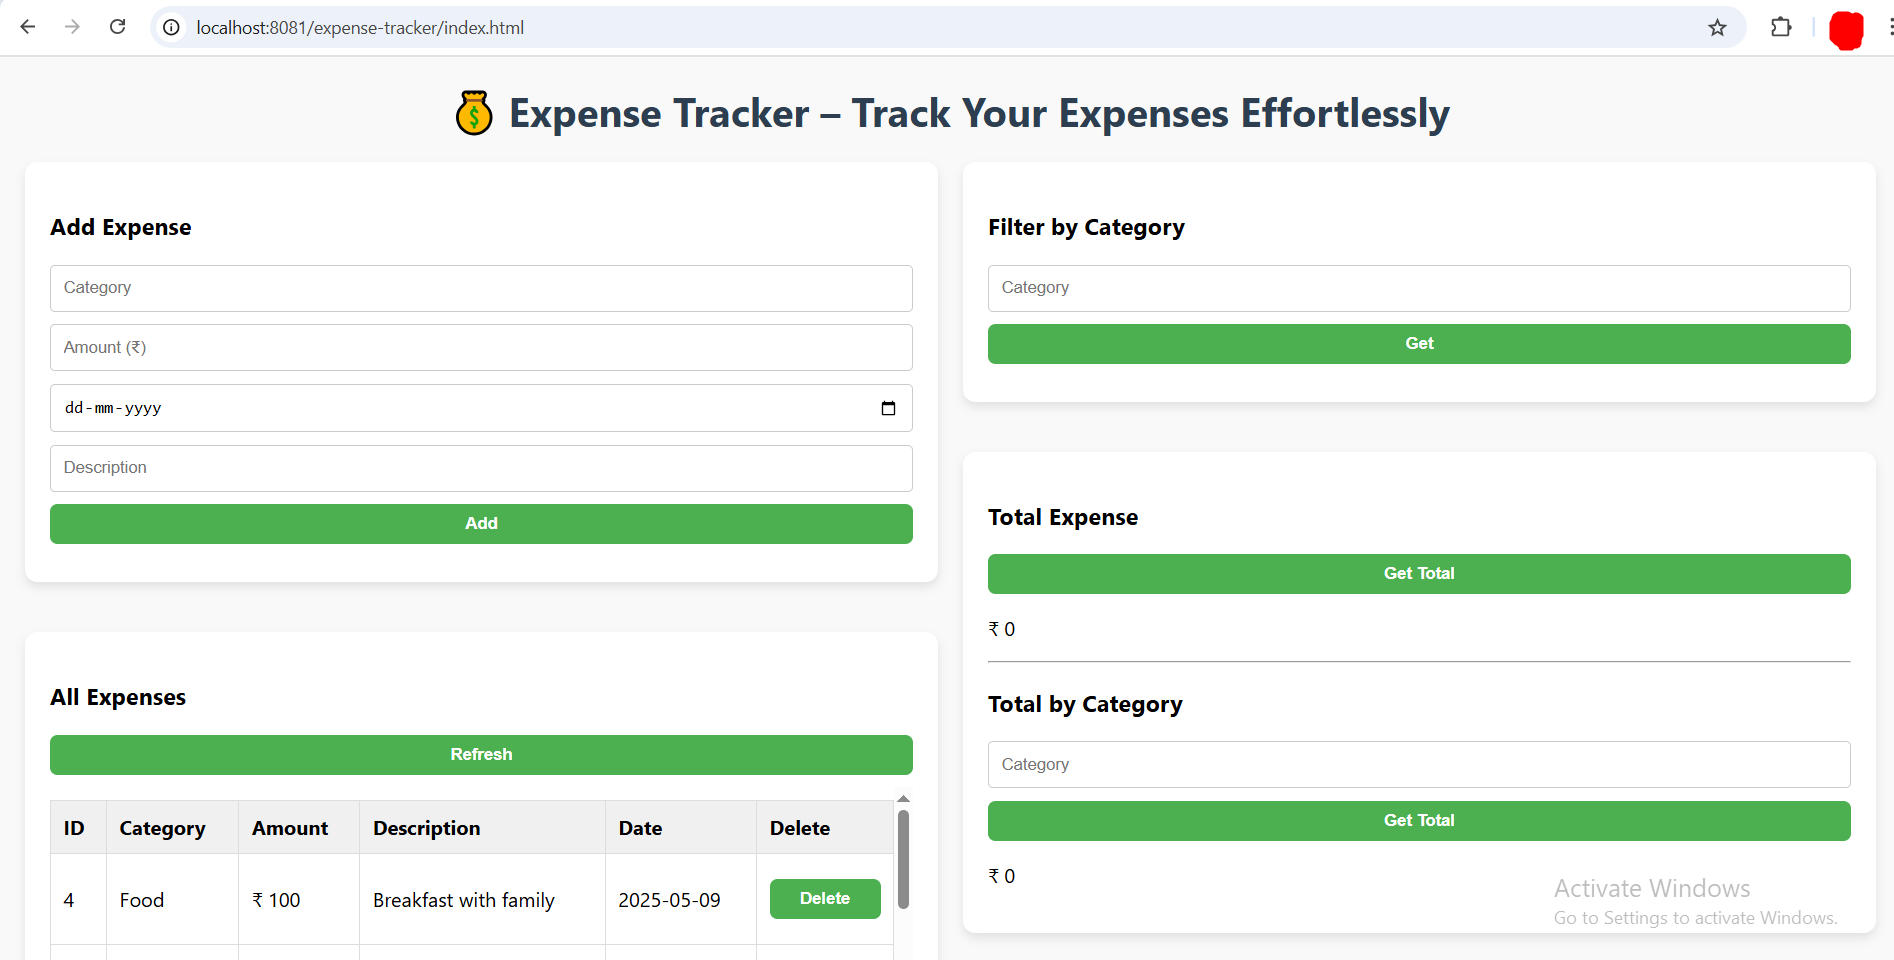 localhost:8081/expense-tracker/index.html
Expense Tracker – Track Your Expenses Effortlessly
Add Expense
Category
Amount (₹)
dd-mm-yyyy
Description
Add
All Expenses
Refresh
ID Category Amount Description Date Delete
4 Food ₹ 100 Breakfast with family 2025-05-09 Delete
Filter by Category
Category
Get
Total Expense
Get Total
₹ 0
Total by Category
Category
Get Total
₹ 0
Activate Windows
Go to Settings to activate Windows.